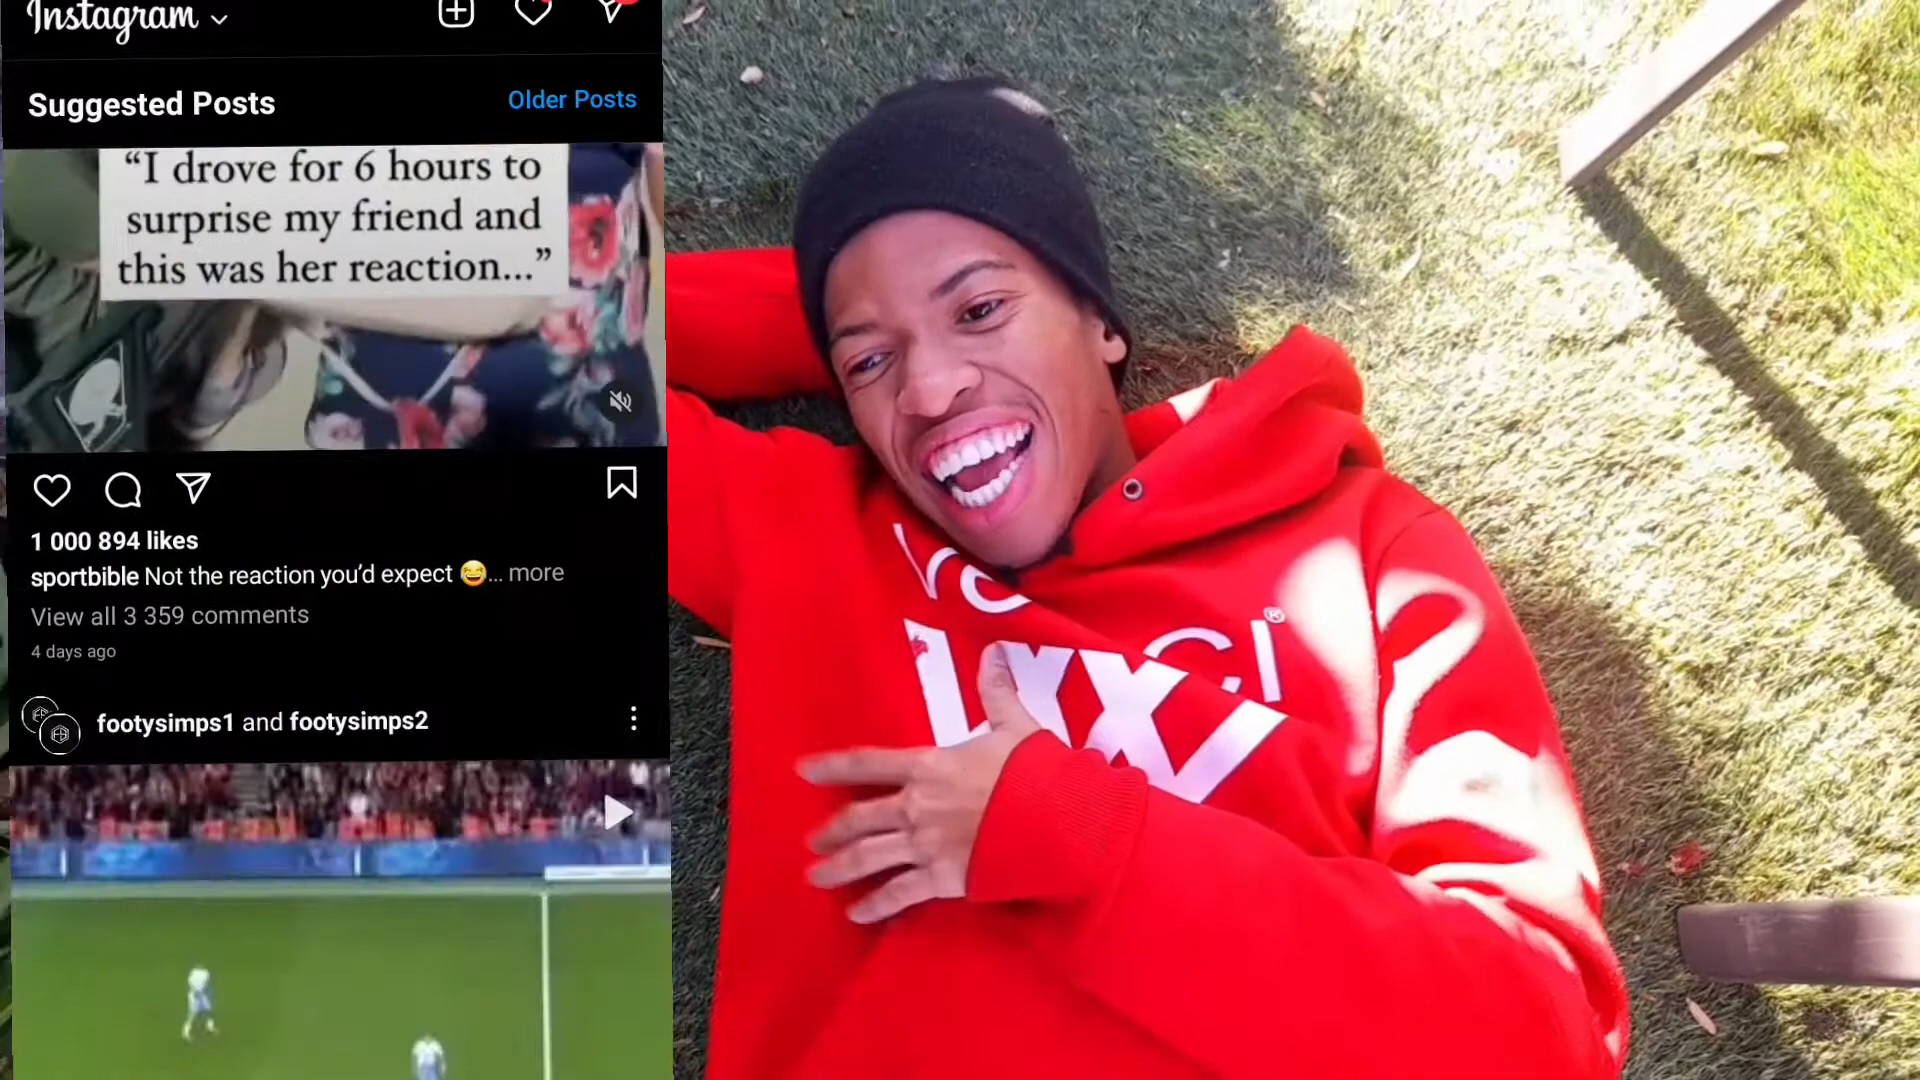 Instagram
Suggested Posts
Older Posts
“I drove for 6 hours to
surprise my friend and
this was her reaction...”
1 000 894 likes
sportbible Not the reaction you’d expect 😆... more
View all 3 359 comments
4 days ago
footysimps1 and footysimps2
®